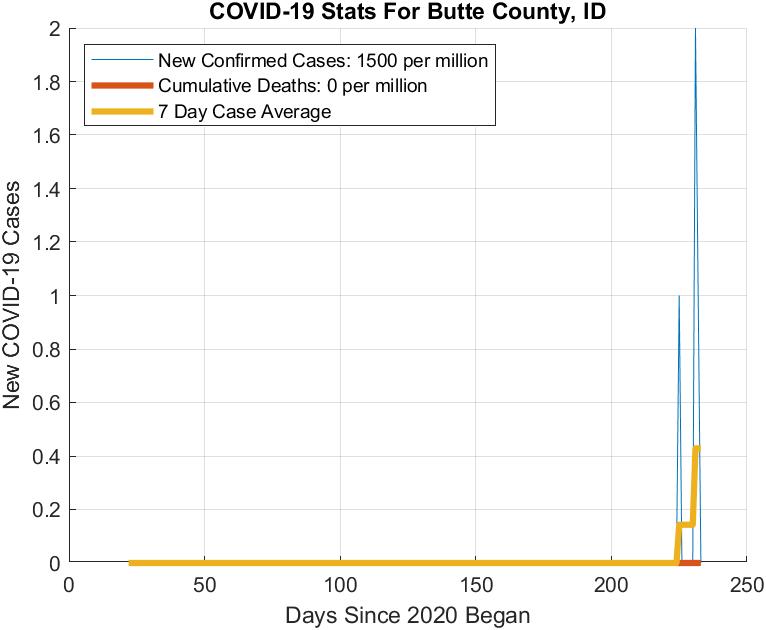 COVID-19 Stats For Butte County, ID
New Confirmed Cases: 1500 per million
Cumulative Deaths: 0 per million
7 Day Case Average
New COVID-19 Cases
2
1.8
1.6
1.4
1.2
1
0.8
0.6
0.4
0.2
0
0 50 100 150 200 250
Days Since 2020 Began